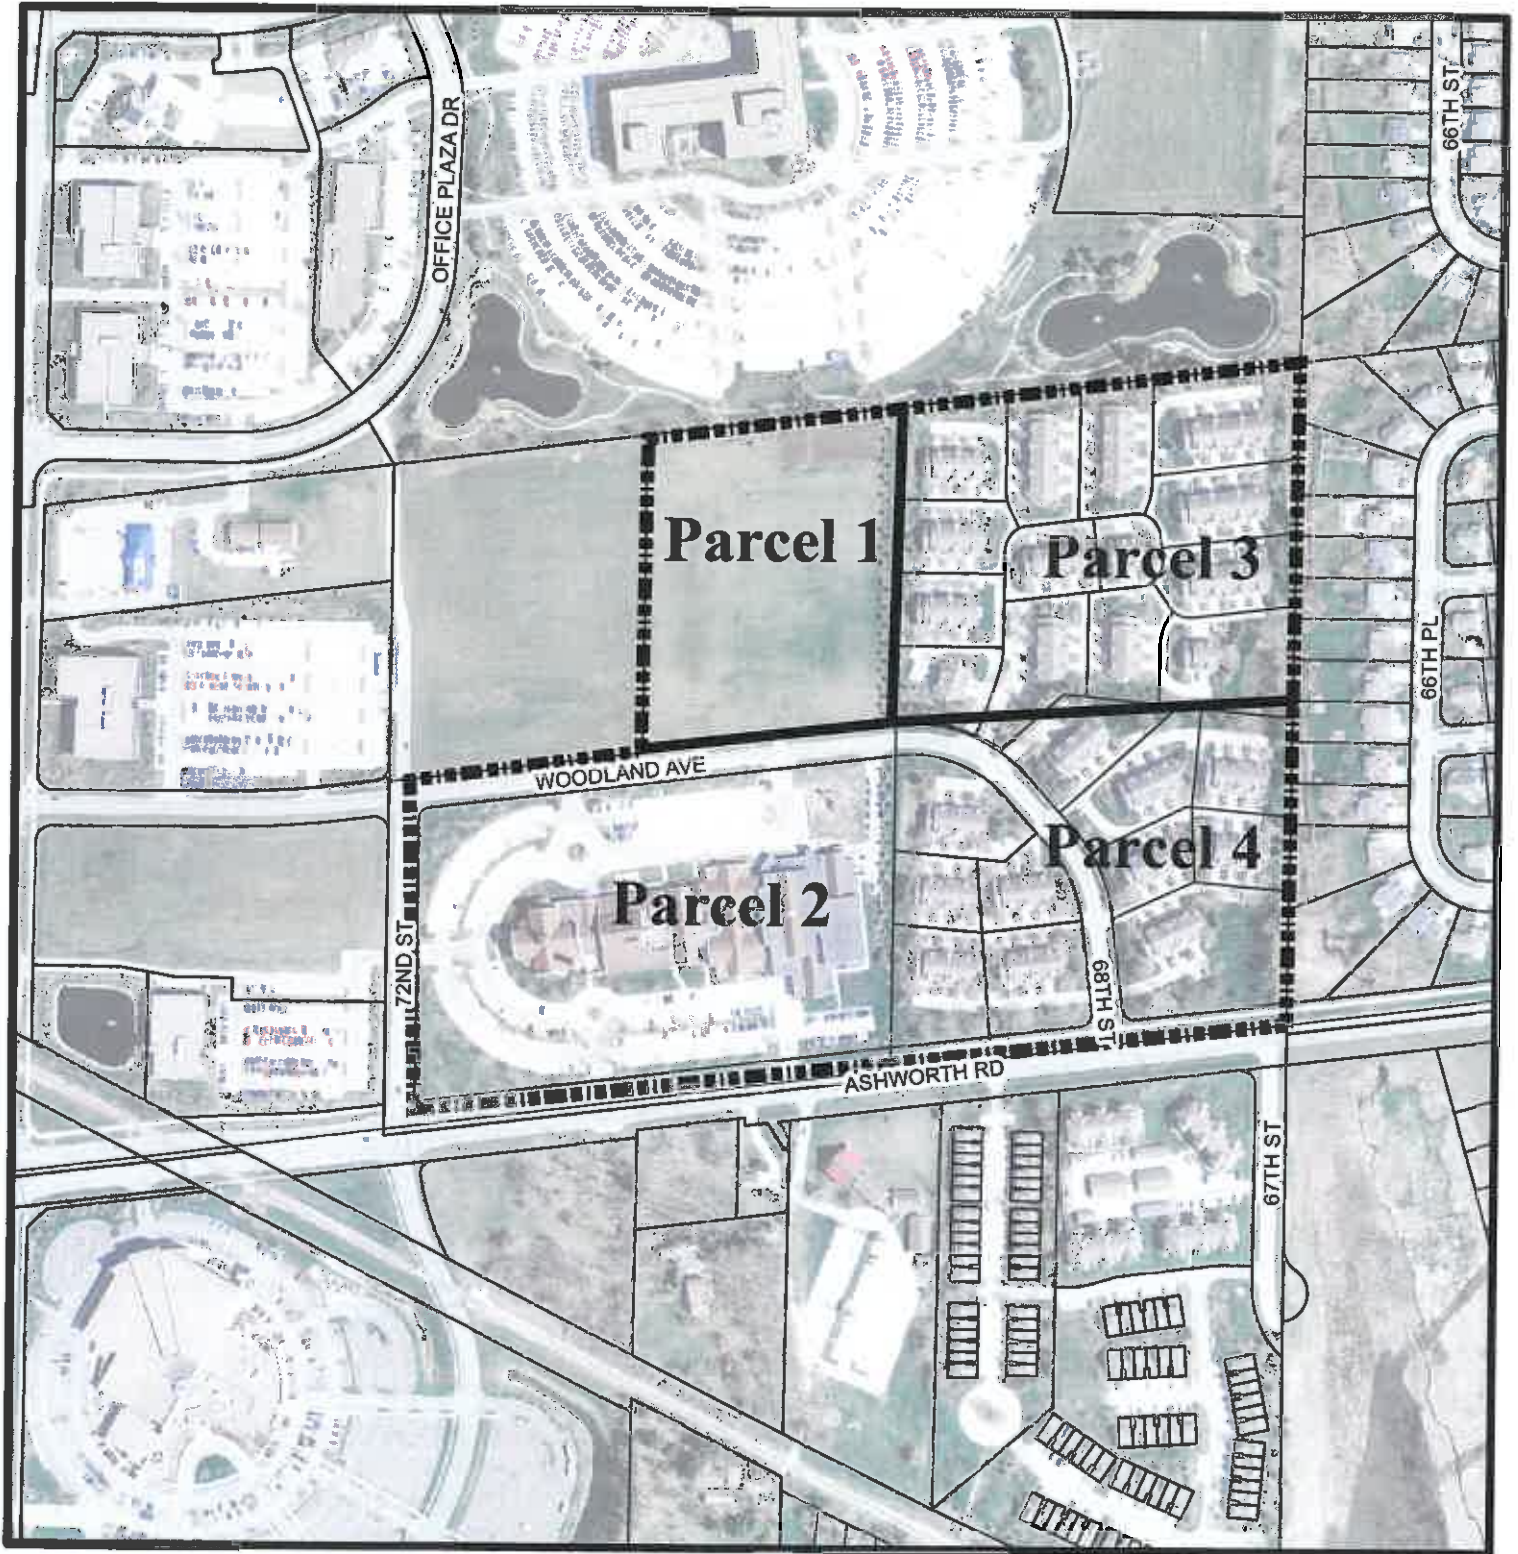 66TH ST
OFFICE PLAZA DR
Parcel 1
Parcel 3
66TH PL
WOODLAND AVE
Parcel 4
Parcel 2
72ND ST
68TH ST
ASHWORTH RD
67TH ST